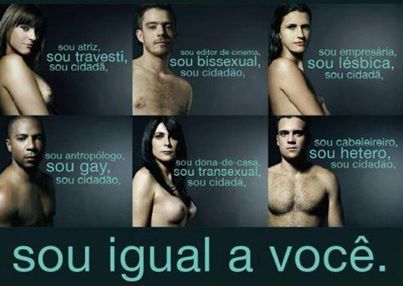 sou atriz,
sou travesti,
sou cidadã,
sou editor de cinema,
sou bissexual,
sou cidadão,
sou empresária,
sou lésbica,
sou cidadã,
sou antropólogo,
sou gay,
sou cidadão,
sou dona-de-casa,
sou transexual,
sou cidadã,
sou cabeleireiro,
sou hetero,
sou cidadão,
sou igual a você.